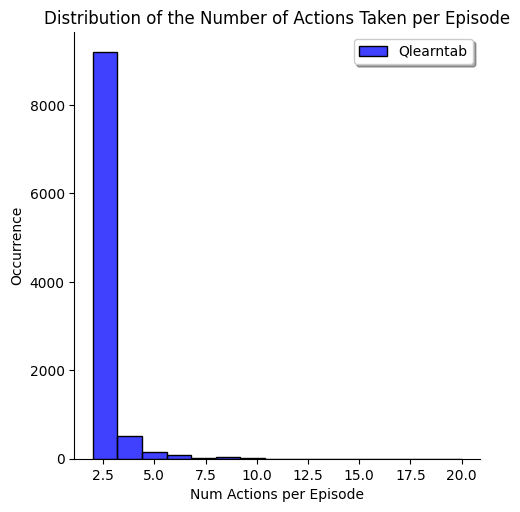 Distribution of the Number of Actions Taken per Episode
Qlearntab
8000
6000
4000
2000
0
Occurrence
2.5 5.0 7.5 10.0 12.5 15.0 17.5 20.0
Num Actions per Episode